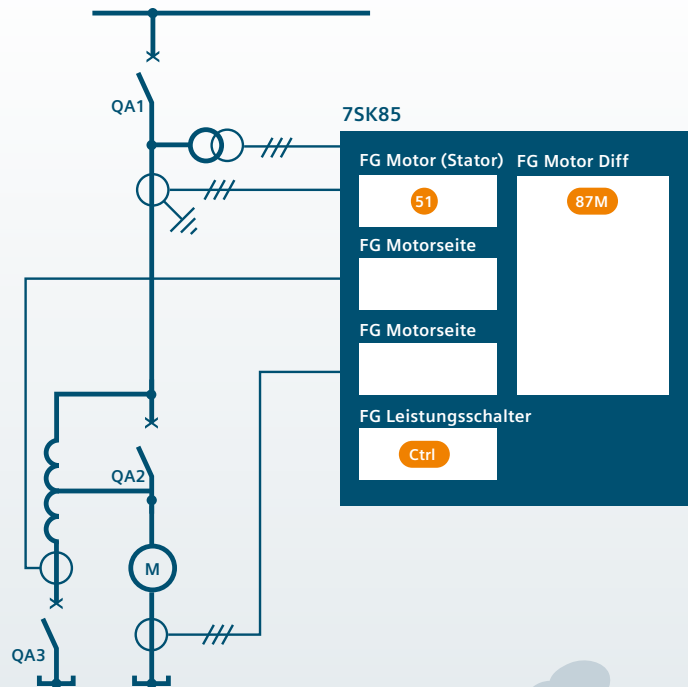 QA1
7SK85
FG Motor (Stator)
FG Motor Diff
51
87M
FG Motorseite
FG Motorseite
FG Leistungsschalter
Ctrl
QA2
M
QA3